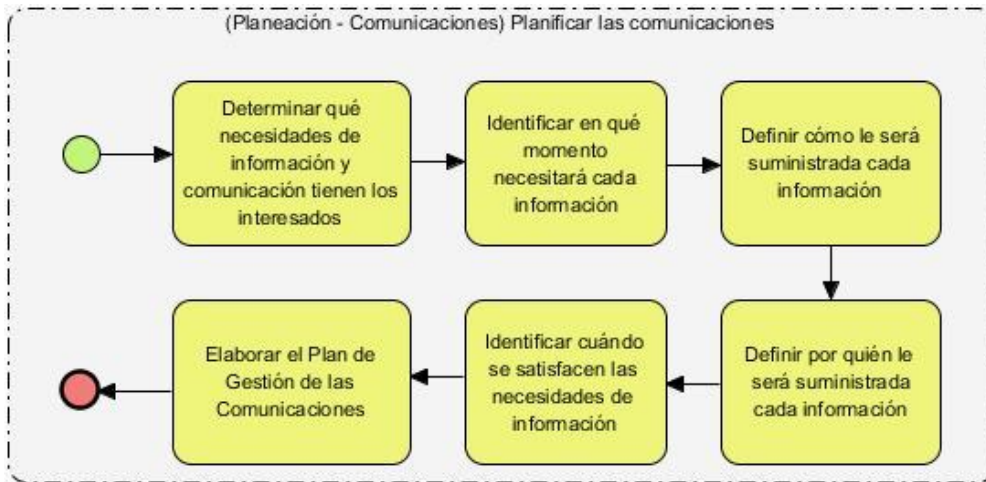 (Planeación - Comunicaciones) Planificar las comunicaciones
Determinar qué
necesidades de
información y
comunicación tienen los
interesados
Identificar en qué
momento
necesitará cada
información
Definir cómo le será
suministrada cada
información
Definir por quién le
será suministrada
cada información
Identificar cuándo
se satisfacen las
necesidades de
información
Elaborar el Plan de
Gestión de las
Comunicaciones